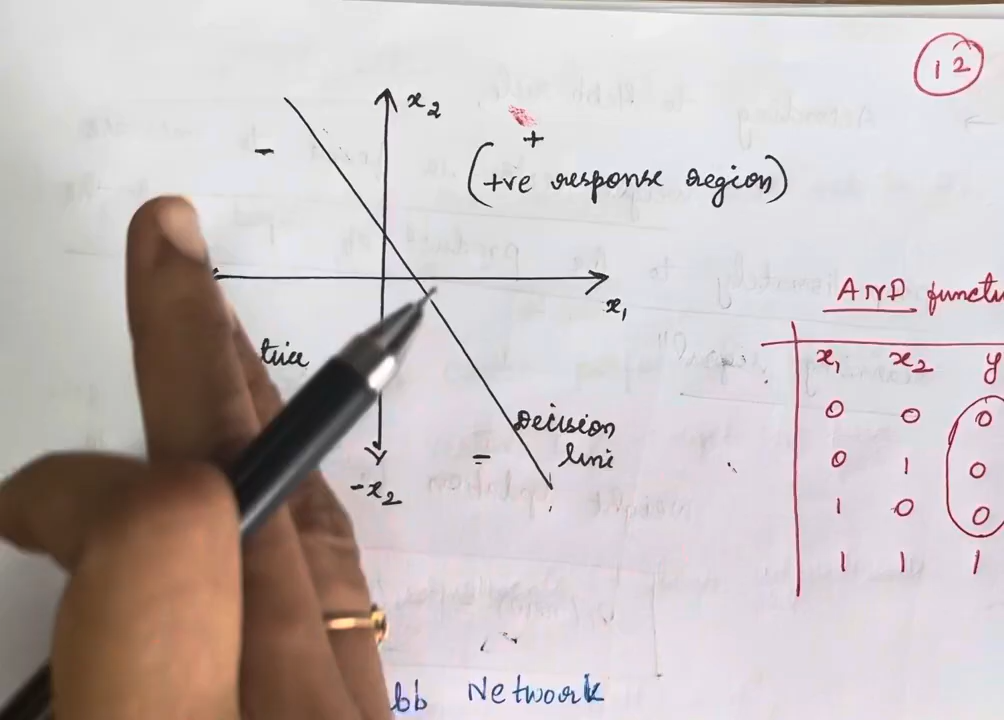 12
x₂
-
+
(+ve response region)
x₁
AND functi
x₁ x₂ y
0 0 0
0 1 0
1 0 0
1 1 1
Decision
line
-
-x₂
Network